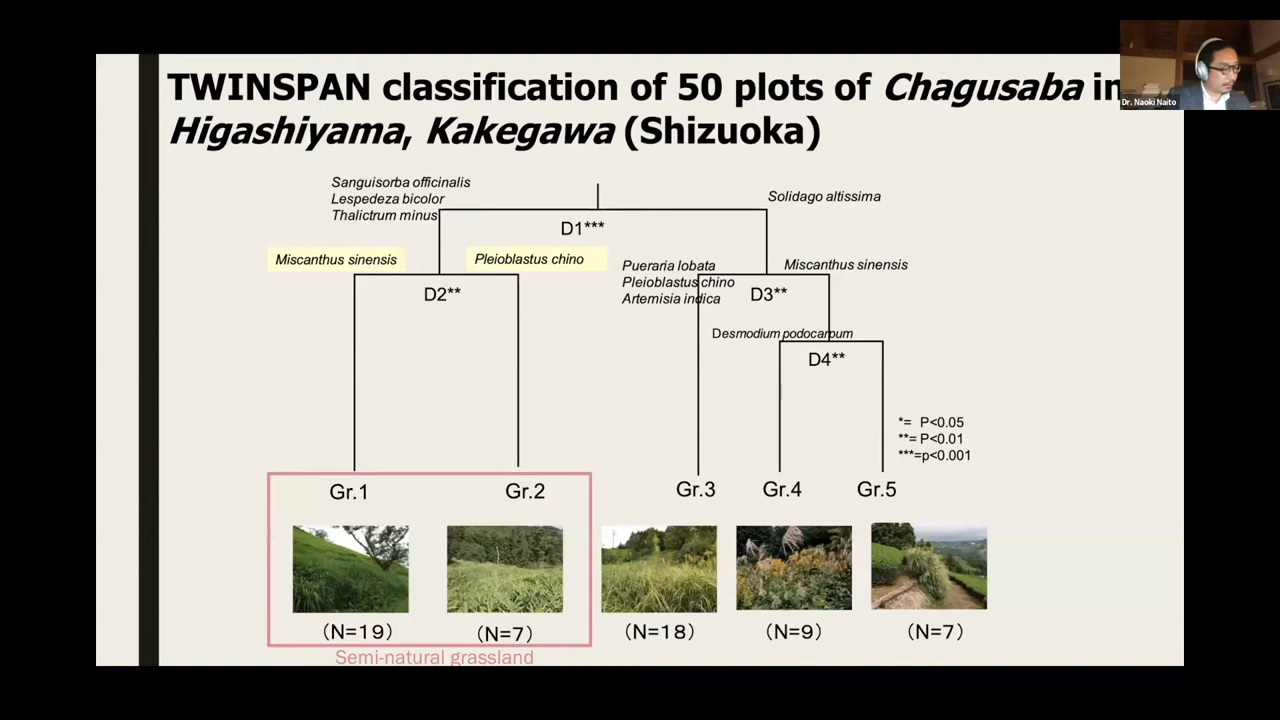 TWINSPAN classification of 50 plots of Chagusaba in
Higashiyama, Kakegawa (Shizuoka)
Dr. Naoki Naito
Sanguisorba officinalis
Lespedeza bicolor
Thalictrum minus
Solidago altissima
D1***
Miscanthus sinensis
Pleioblastus chino
Pueraria lobata
Pleioblastus chino
Artemisia indica
Miscanthus sinensis
D2**
D3**
Desmodium podocarpum
D4**
*= P<0.05
**= P<0.01
***=p<0.001
Gr.1 Gr.2 Gr.3 Gr.4 Gr.5
(N=19) (N=7) (N=18) (N=9) (N=7)
Semi-natural grassland